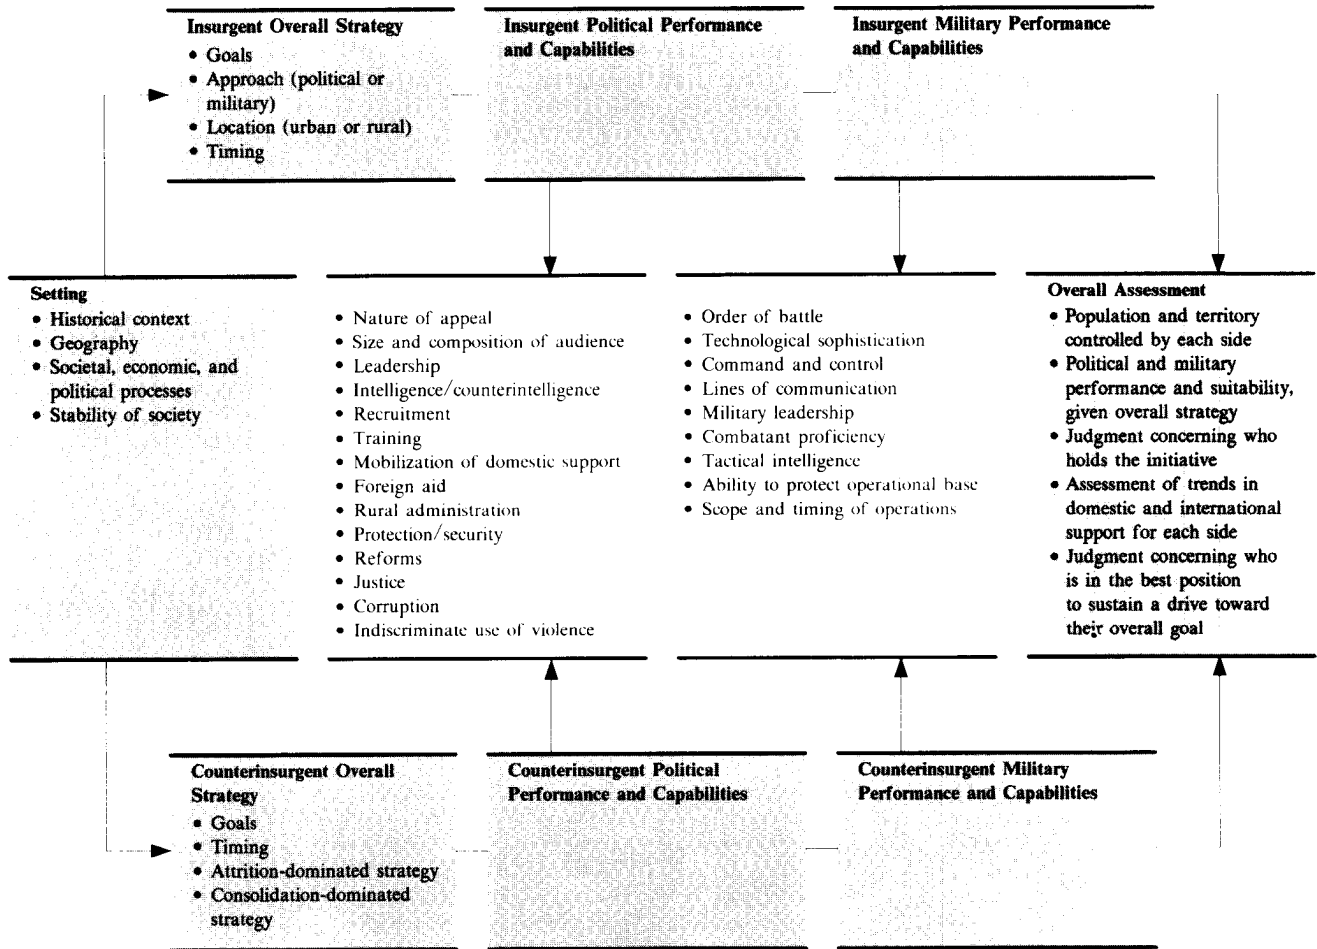 Insurgent Overall Strategy
• Goals
• Approach (political or
military)
• Location (urban or rural)
• Timing
Insurgent Political Performance
and Capabilities
Insurgent Military Performance
and Capabilities
Setting
• Historical context
• Geography
• Societal, economic, and
political processes
• Stability of society
• Nature of appeal
• Size and composition of audience
• Leadership
• Intelligence/counterintelligence
• Recruitment
• Training
• Mobilization of domestic support
• Foreign aid
• Rural administration
• Protection/security
• Reforms
• Justice
• Corruption
• Indiscriminate use of violence
• Order of battle
• Technological sophistication
• Command and control
• Lines of communication
• Military leadership
• Combatant proficiency
• Tactical intelligence
• Ability to protect operational base
• Scope and timing of operations
Overall Assessment
• Population and territory
controlled by each side
• Political and military
performance and suitability,
given overall strategy
• Judgment concerning who
holds the initiative
• Assessment of trends in
domestic and international
support for each side
• Judgment concerning who
is in the best position
to sustain a drive toward
their overall goal
Counterinsurgent Overall
Strategy
• Goals
• Timing
• Attrition-dominated strategy
• Consolidation-dominated
strategy
Counterinsurgent Political
Performance and Capabilities
Counterinsurgent Military
Performance and Capabilities